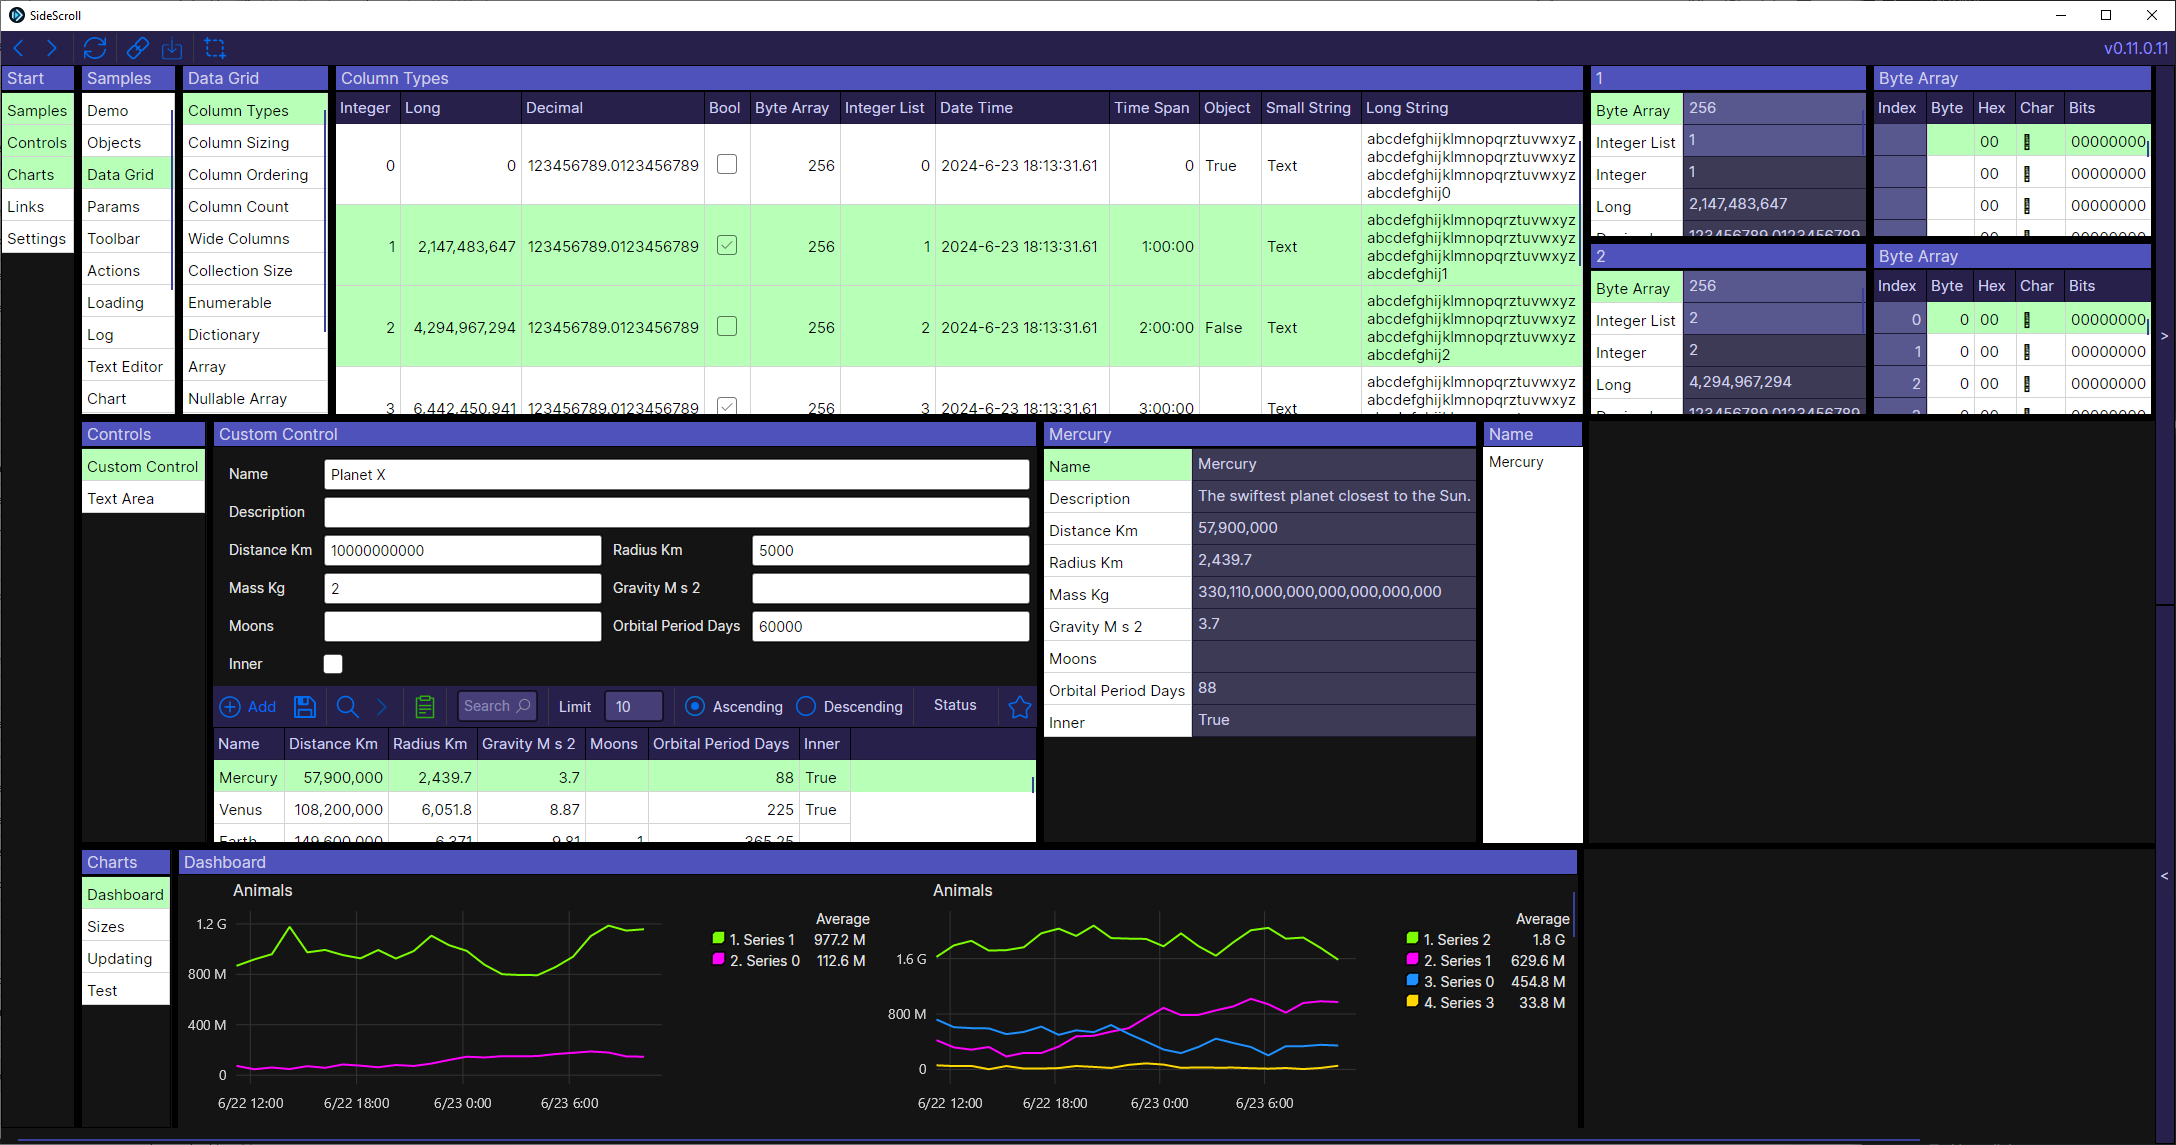 SideScroll
v0.11.0.11
Start
Samples
Controls
Charts
Links
Settings
Samples
Demo
Objects
Data Grid
Params
Toolbar
Actions
Loading
Log
Text Editor
Chart
Data Grid
Column Types
Column Sizing
Column Ordering
Column Count
Wide Columns
Collection Size
Enumerable
Dictionary
Array
Nullable Array
Column Types
Integer Long Decimal Bool Byte Array Integer List Date Time Time Span Object Small String Long String
abcdefghijklmnopqrztuvwxyz
abcdefghijklmnopqrztuvwxyz
0 0 123456789.0123456789 256 0 2024-6-23 18:13:31.61 0 True Text
abcdefghijklmnopqrztuvwxyz
abcdefghij0
abcdefghijklmnopqrztuvwxyz
abcdefghijklmnopqrztuvwxyz
1 2,147,483,647 123456789.0123456789 256 1 2024-6-23 18:13:31.61 1:00:00 Text
abcdefghijklmnopqrztuvwxyz
abcdefghij1
abcdefghijklmnopqrztuvwxyz
abcdefghijklmnopqrztuvwxyz
2 4,294,967,294 123456789.0123456789 256 2 2024-6-23 18:13:31.61 2:00:00 False Text
abcdefghijklmnopqrztuvwxyz
abcdefghij2
abcdefghijklmnopqrztuvwxyz
abcdefghijklmnopqrztuvwxyz
3 6,442,450,941 123456789.0123456789 256 3 2024-6-23 18:13:31.61 3:00:00 Text
1
Byte Array 256
Integer List 1
Integer 1
Long 2,147,483,647
123456789.0123456789
Byte Array
Index Byte Hex Char Bits
00 00000000
00 00000000
00 00000000
2
Byte Array 256
Integer List 2
Integer 2
Long 4,294,967,294
123456789.0123456789
Byte Array
Index Byte Hex Char Bits
0 0 00 00000000
1 0 00 00000000
2 0 00 00000000
>
<
Controls
Custom Control
Text Area
Custom Control
Name Planet X
Description
Distance Km 10000000000 Radius Km 5000
Mass Kg 2 Gravity M s 2
Moons Orbital Period Days 60000
Inner
Add Search Limit 10 Ascending Descending Status
Name Distance Km Radius Km Gravity M s 2 Moons Orbital Period Days Inner
Mercury 57,900,000 2,439.7 3.7 88 True
Venus 108,200,000 6,051.8 8.87 225 True
Earth 149,600,000 6,371 9.81 1 365.25
Mercury
Name Mercury
Description The swiftest planet closest to the Sun.
Distance Km 57,900,000
Radius Km 2,439.7
Mass Kg 330,110,000,000,000,000,000,000
Gravity M s 2 3.7
Moons
Orbital Period Days 88
Inner True
Name
Mercury
Charts
Dashboard
Sizes
Updating
Test
Dashboard
Animals
1.2 G
800 M
400 M
0
6/22 12:00 6/22 18:00 6/23 0:00 6/23 6:00
Average
1. Series 1 977.2 M
2. Series 0 112.6 M
Animals
1.6 G
800 M
0
6/22 12:00 6/22 18:00 6/23 0:00 6/23 6:00
Average
1. Series 2 1.8 G
2. Series 1 629.6 M
3. Series 0 454.8 M
4. Series 3 33.8 M